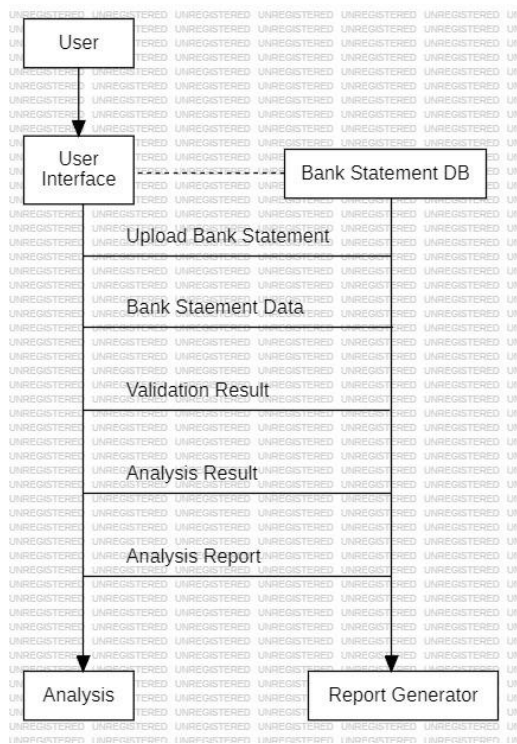 User
User
Interface
Bank Statement DB
Upload Bank Statement
Bank Staement Data
Validation Result
Analysis Result
Analysis Report
Analysis
Report Generator
UNREGISTERED